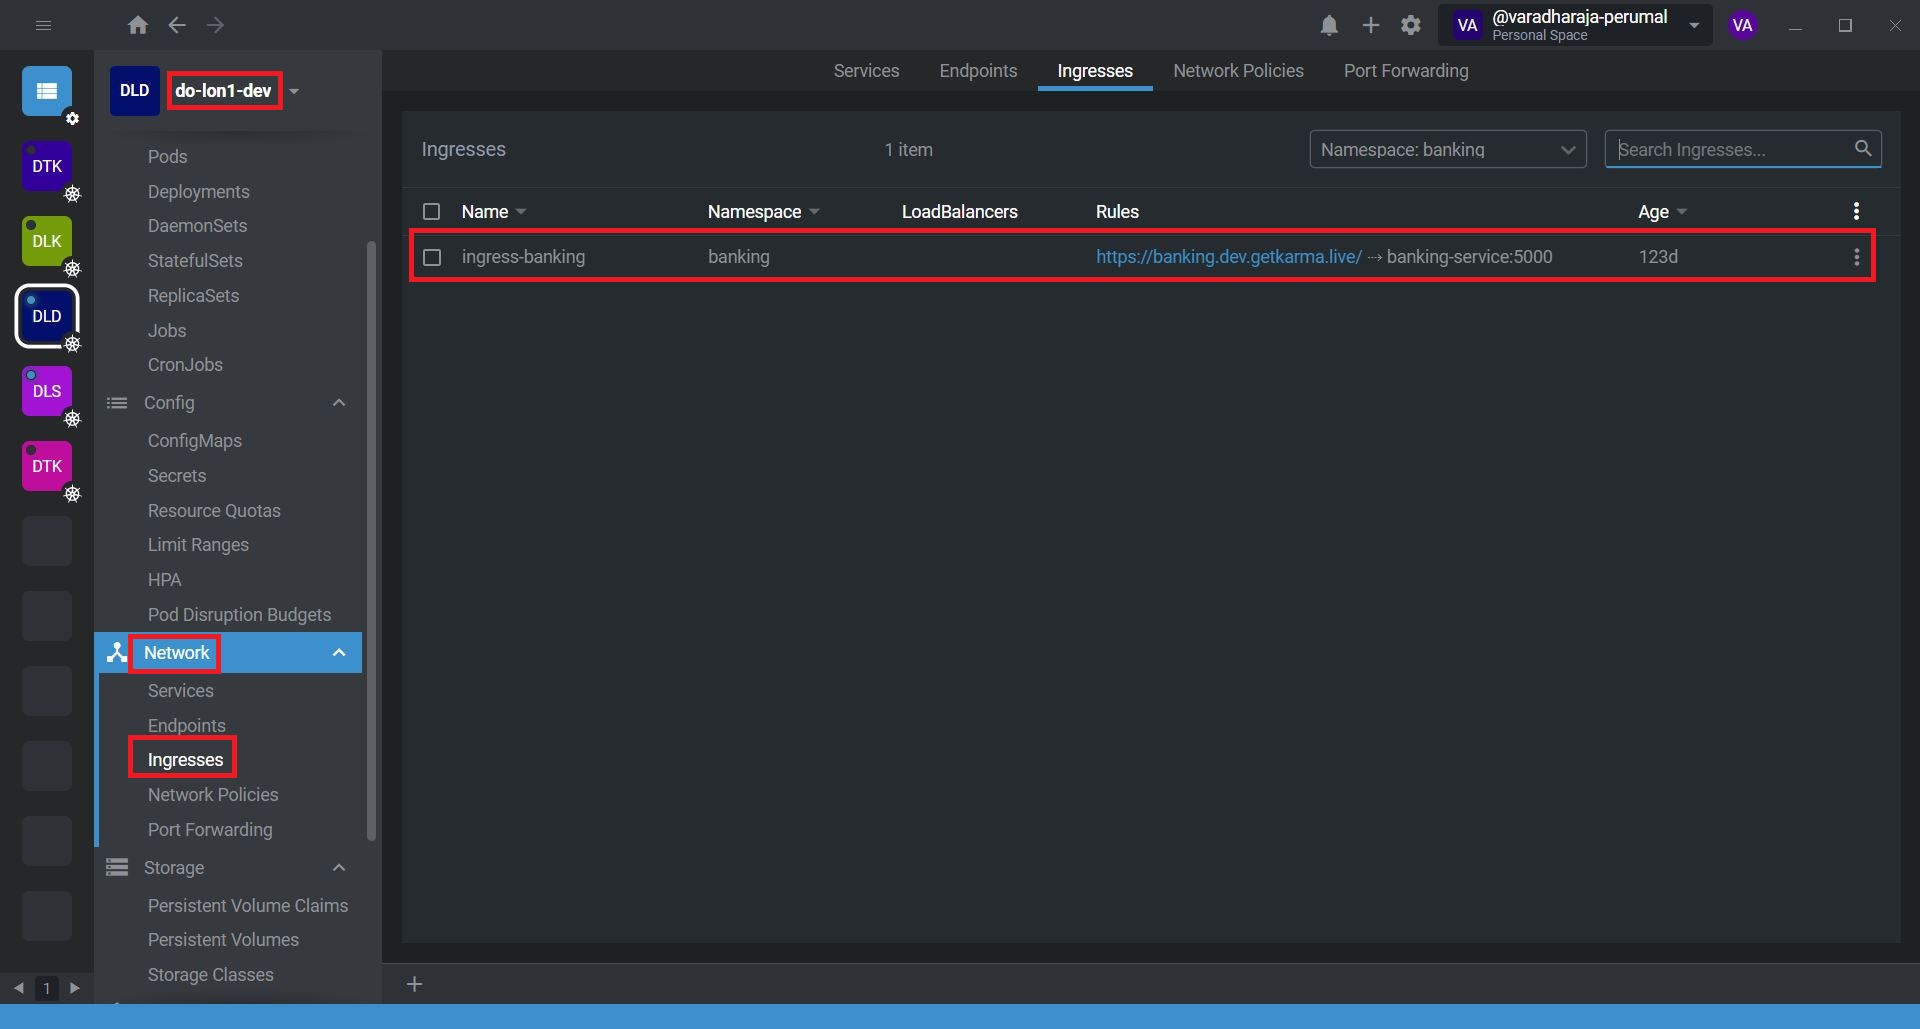 @varadharaja-perumal
VA
Personal Space
VA
Services Endpoints Ingresses Network Policies Port Forwarding
DLD do-lon1-dev
DTK
DLK
DLD
DLS
DTK
1
Pods
Deployments
DaemonSets
StatefulSets
ReplicaSets
Jobs
CronJobs
Config
ConfigMaps
Secrets
Resource Quotas
Limit Ranges
HPA
Pod Disruption Budgets
Network
Services
Endpoints
Ingresses
Network Policies
Port Forwarding
Storage
Persistent Volume Claims
Persistent Volumes
Storage Classes
Ingresses 1 item Namespace: banking Search Ingresses...
Name Namespace LoadBalancers Rules Age
ingress-banking banking https://banking.dev.getkarma.live/ ⇢ banking-service:5000 123d